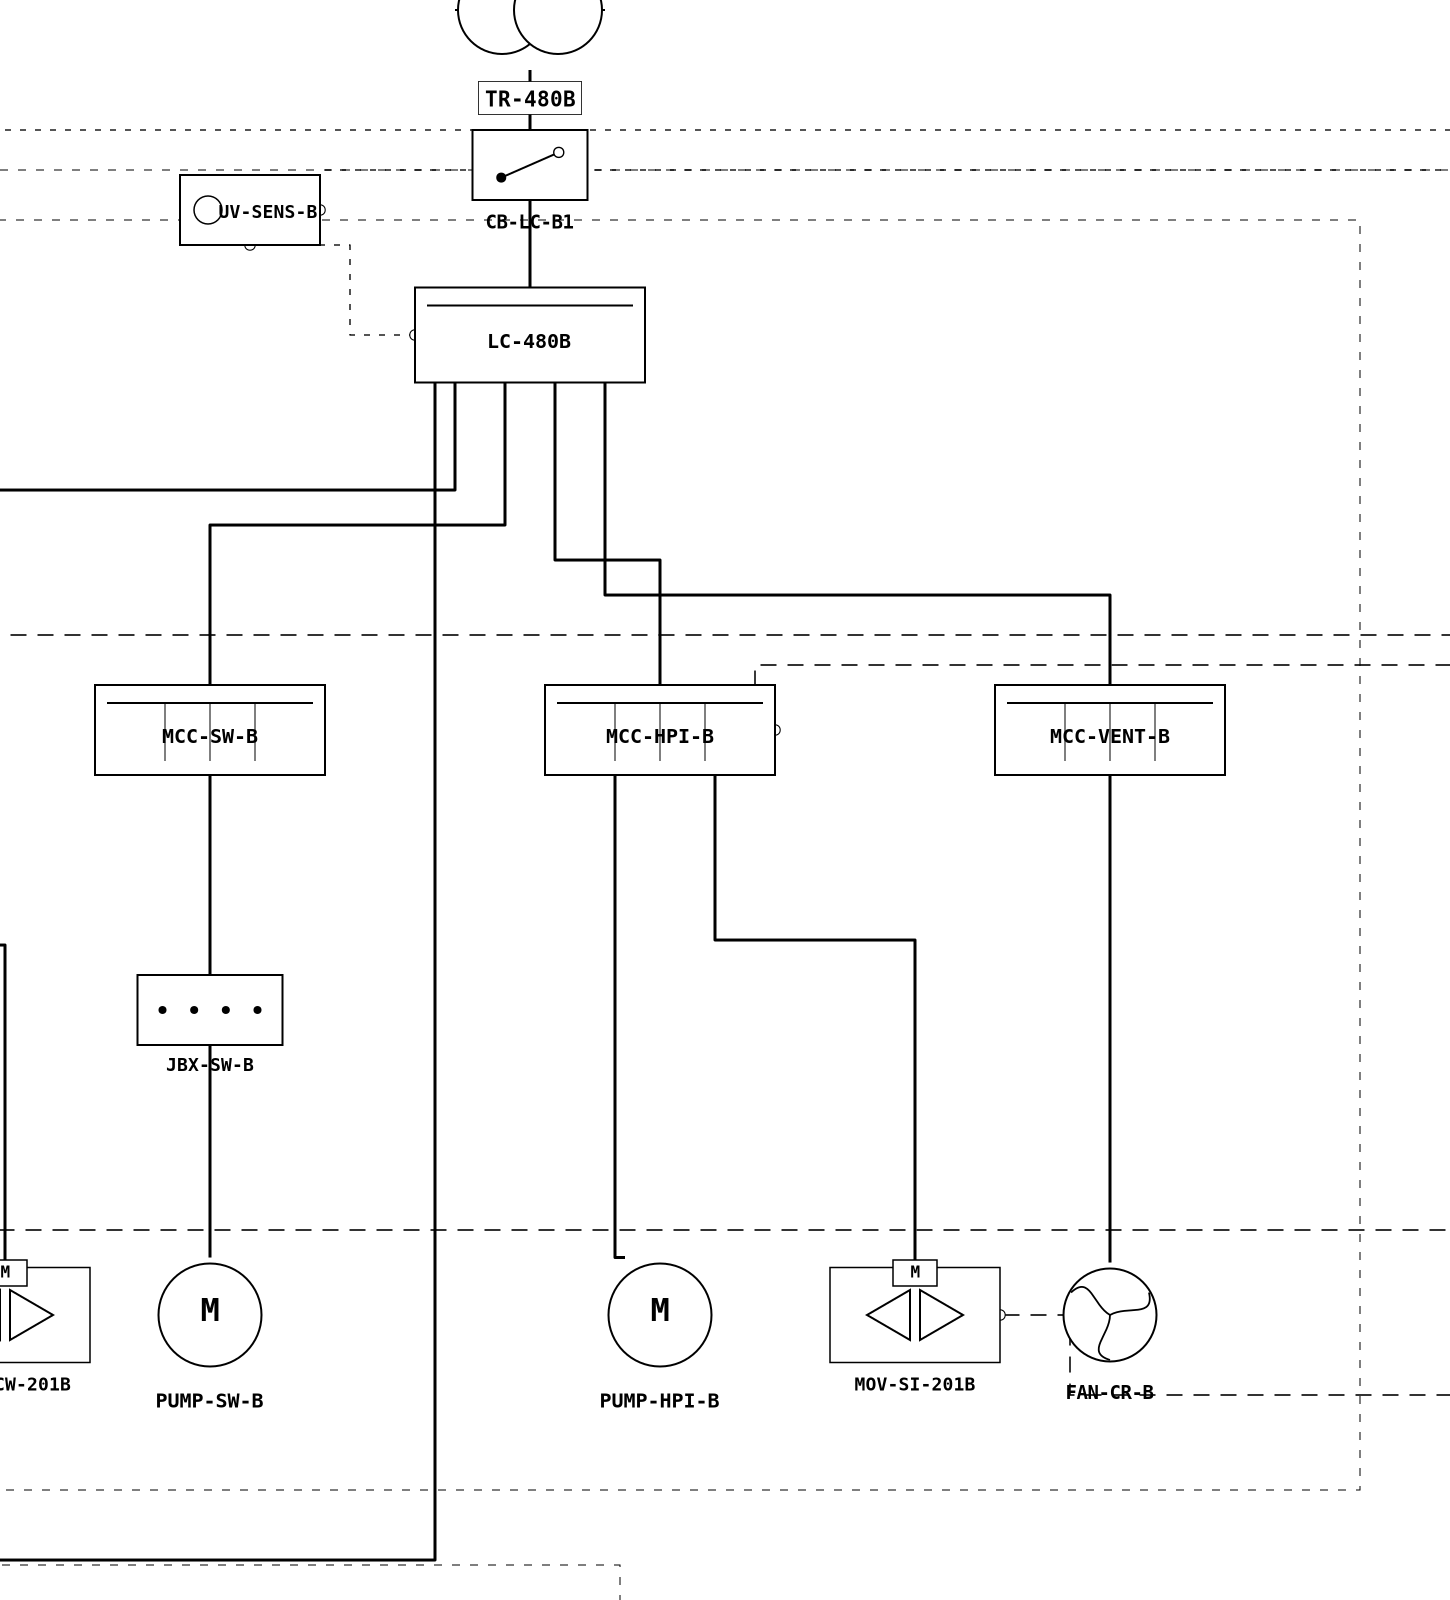 TR-480B
UV-SENS-B
CB-LC-B1
LC-480B
MCC-SW-B
MCC-HPI-B
MCC-VENT-B
JBX-SW-B
M
M
M
M
CW-201B
PUMP-SW-B
PUMP-HPI-B
MOV-SI-201B
FAN-CR-B